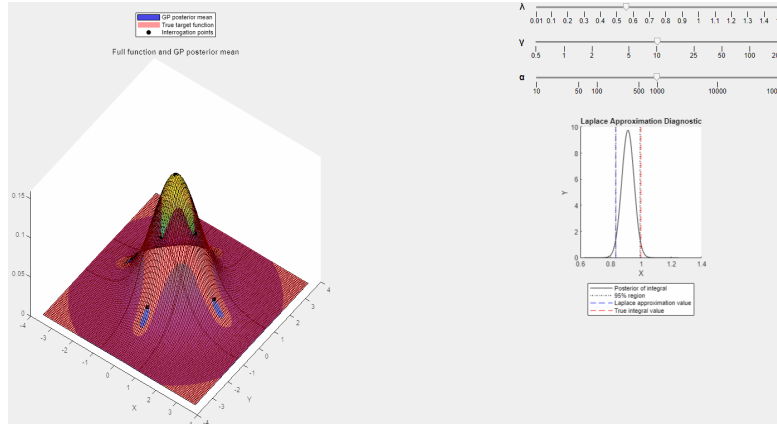 GP posterior mean
True target function
Interrogation points
Full function and GP posterior mean
0.15
0.1
0.05
0
-4
-3
-2
-1
0
1
2
3
X
-4
-3
-2
-1
0
1
2
3
4
Y
λ
0.01 0.1 0.2 0.3 0.4 0.5 0.6 0.7 0.8 0.9 1 1.1 1.2 1.3 1.4
γ
0.5 1 2 5 10 25 50 100
α
10 50 100 500 1000 10000
Laplace Approximation Diagnostic
10
8
6
4
2
0
Y
0.6 0.8 1 1.2 1.4
X
Posterior of integral
95% region
Laplace approximation value
True integral value